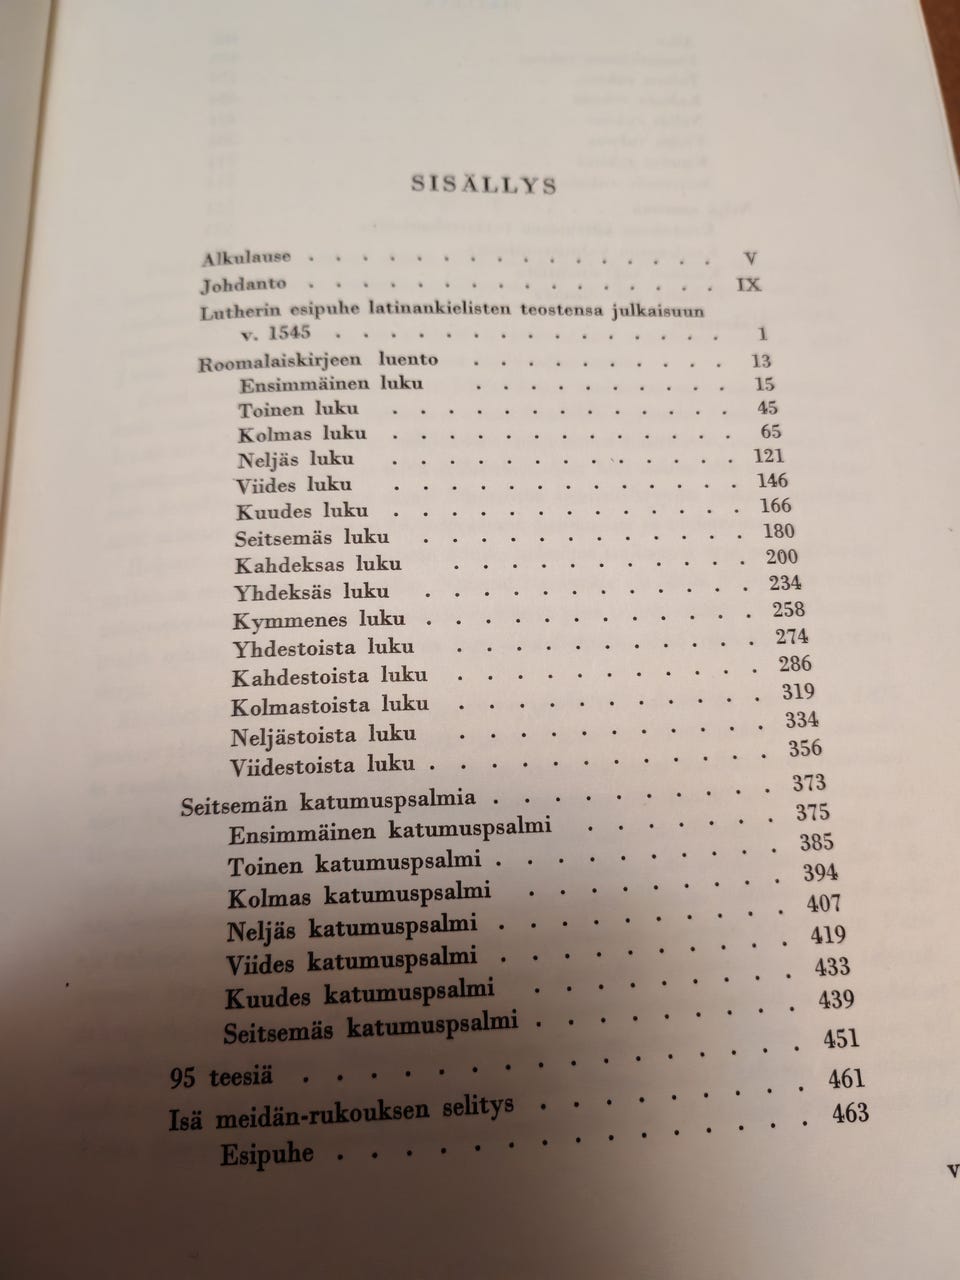 SISÄLLYS
Alkulause . . . . . . . . . . . . . . . . V
Johdanto . . . . . . . . . . . . . . . . IX
Lutherin esipuhe latinankielisten teostensa julkaisuun
v. 1545 . . . . . . . . . . . . . . 1
Roomalaiskirjeen luento . . . . . . . . . . 13
Ensimmäinen luku . . . . . . . . . . 15
Toinen luku . . . . . . . . . . . . . 45
Kolmas luku . . . . . . . . . . . . . 65
Neljäs luku . . . . . . . . . . . . . 121
Viides luku . . . . . . . . . . . . . 146
Kuudes luku . . . . . . . . . . . . . 166
Seitsemäs luku . . . . . . . . . . . . 180
Kahdeksas luku . . . . . . . . . . . 200
Yhdeksäs luku . . . . . . . . . . . . 234
Kymmenes luku . . . . . . . . . . . . 258
Yhdestoista luku . . . . . . . . . . . 274
Kahdestoista luku . . . . . . . . . . . 286
Kolmastoista luku . . . . . . . . . . . 319
Neljästoista luku . . . . . . . . . . . 334
Viidestoista luku . . . . . . . . . . . . 356
Seitsemän katumuspsalmia . . . . . . . . . . 373
Ensimmäinen katumuspsalmi . . . . . . . 375
Toinen katumuspsalmi . . . . . . . . . . 385
Kolmas katumuspsalmi . . . . . . . . . 394
Neljäs katumuspsalmi . . . . . . . . . . 407
Viides katumuspsalmi . . . . . . . . . . 419
Kuudes katumuspsalmi . . . . . . . . . 433
Seitsemäs katumuspsalmi . . . . . . . . . 439
95 teesiä . . . . . . . . . . . . . . . 451
Isä meidän-rukouksen selitys . . . . . . . . . 461
Esipuhe . . . . . . . . . . . . . . 463